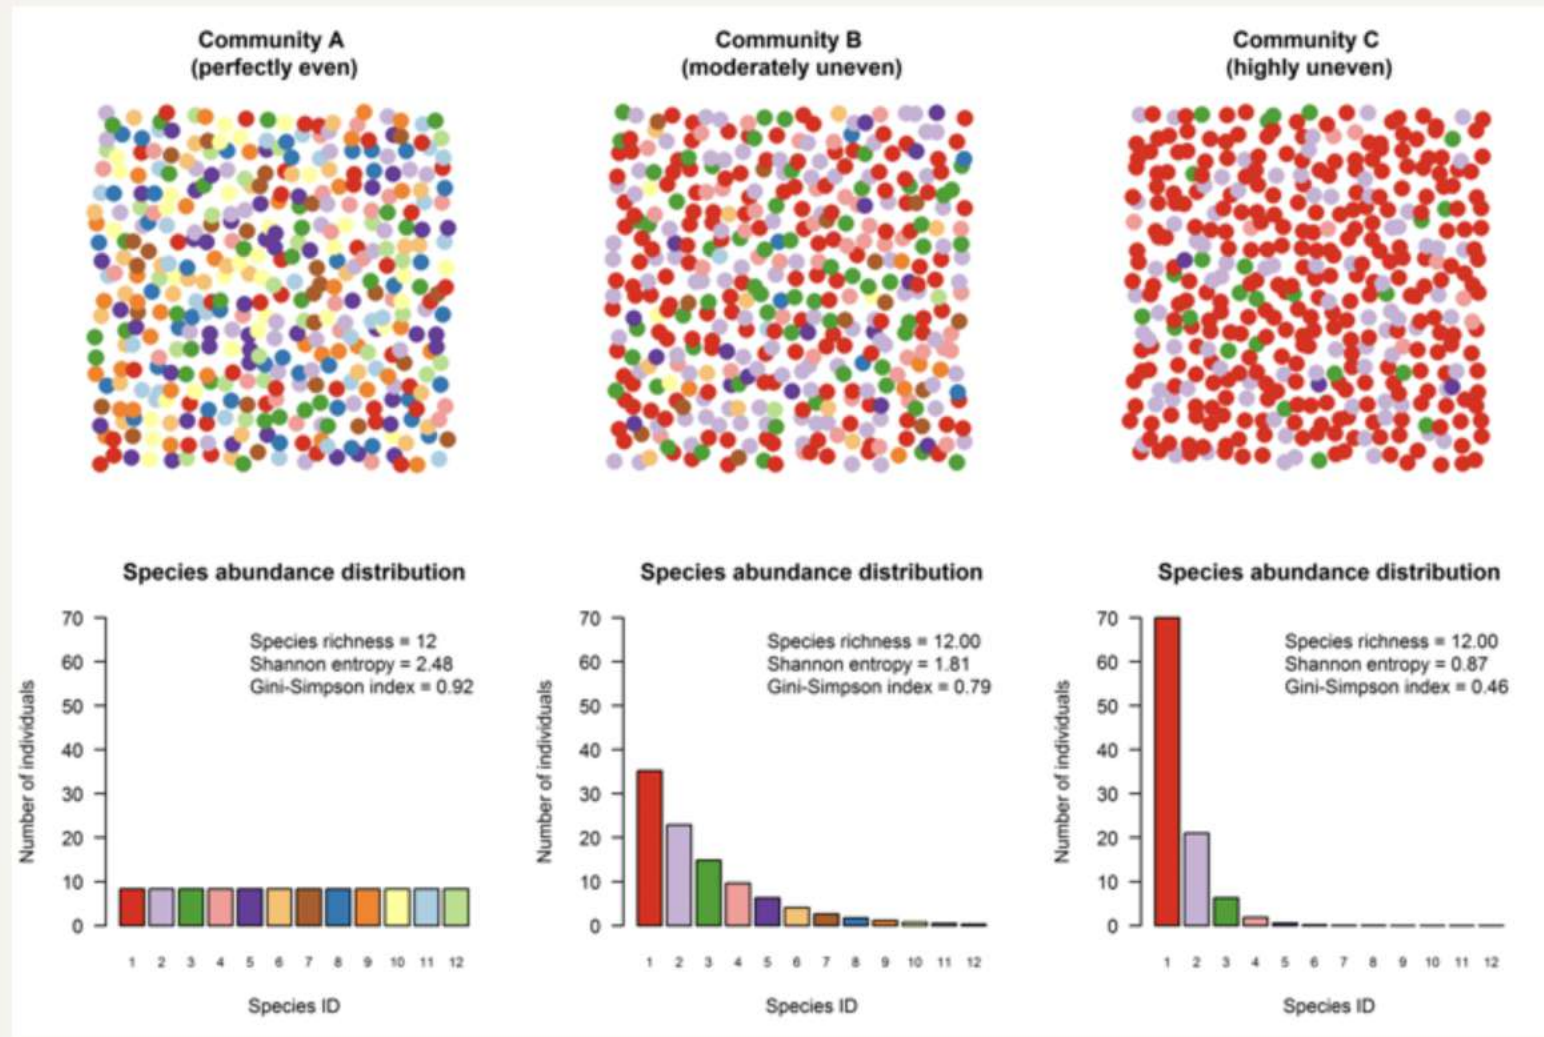 Community A
(perfectly even)
Community B
(moderately uneven)
Community C
(highly uneven)
Species abundance distribution
Species richness = 12
Shannon entropy = 2.48
Gini-Simpson index = 0.92
Number of individuals
70
60
50
40
30
20
10
0
1 2 3 4 5 6 7 8 9 10 11 12
Species ID
Species abundance distribution
Species richness = 12.00
Shannon entropy = 1.81
Gini-Simpson index = 0.79
Number of individuals
70
60
50
40
30
20
10
0
1 2 3 4 5 6 7 8 9 10 11 12
Species ID
Species abundance distribution
Species richness = 12.00
Shannon entropy = 0.87
Gini-Simpson index = 0.46
Number of individuals
70
60
50
40
30
20
10
0
1 2 3 4 5 6 7 8 9 10 11 12
Species ID